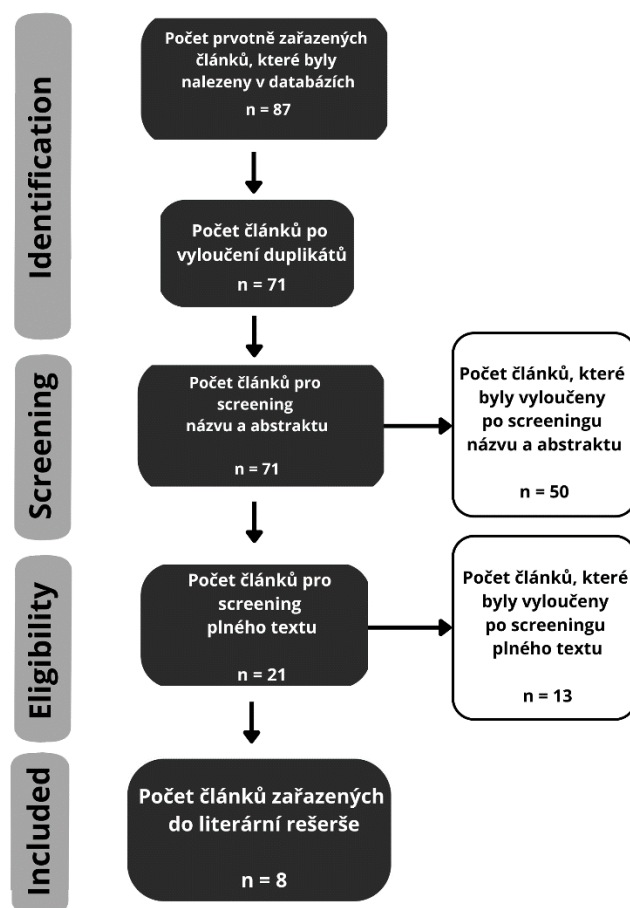 Identification
Počet prvotně zařazených
článků, které byly
nalezeny v databázích
n = 87
Počet článků po
vyloučení duplikátů
n = 71
Screening
Počet článků pro
screening
názvu a abstraktu
n = 71
Počet článků, které
byly vyloučeny
po screeningu
názvu a abstraktu
n = 50
Eligibility
Počet článků pro
screening
plného textu
n = 21
Počet článků, které
byly vyloučeny
po screeningu
plného textu
n = 13
Included
Počet článků zařazených
do literární rešerše
n = 8